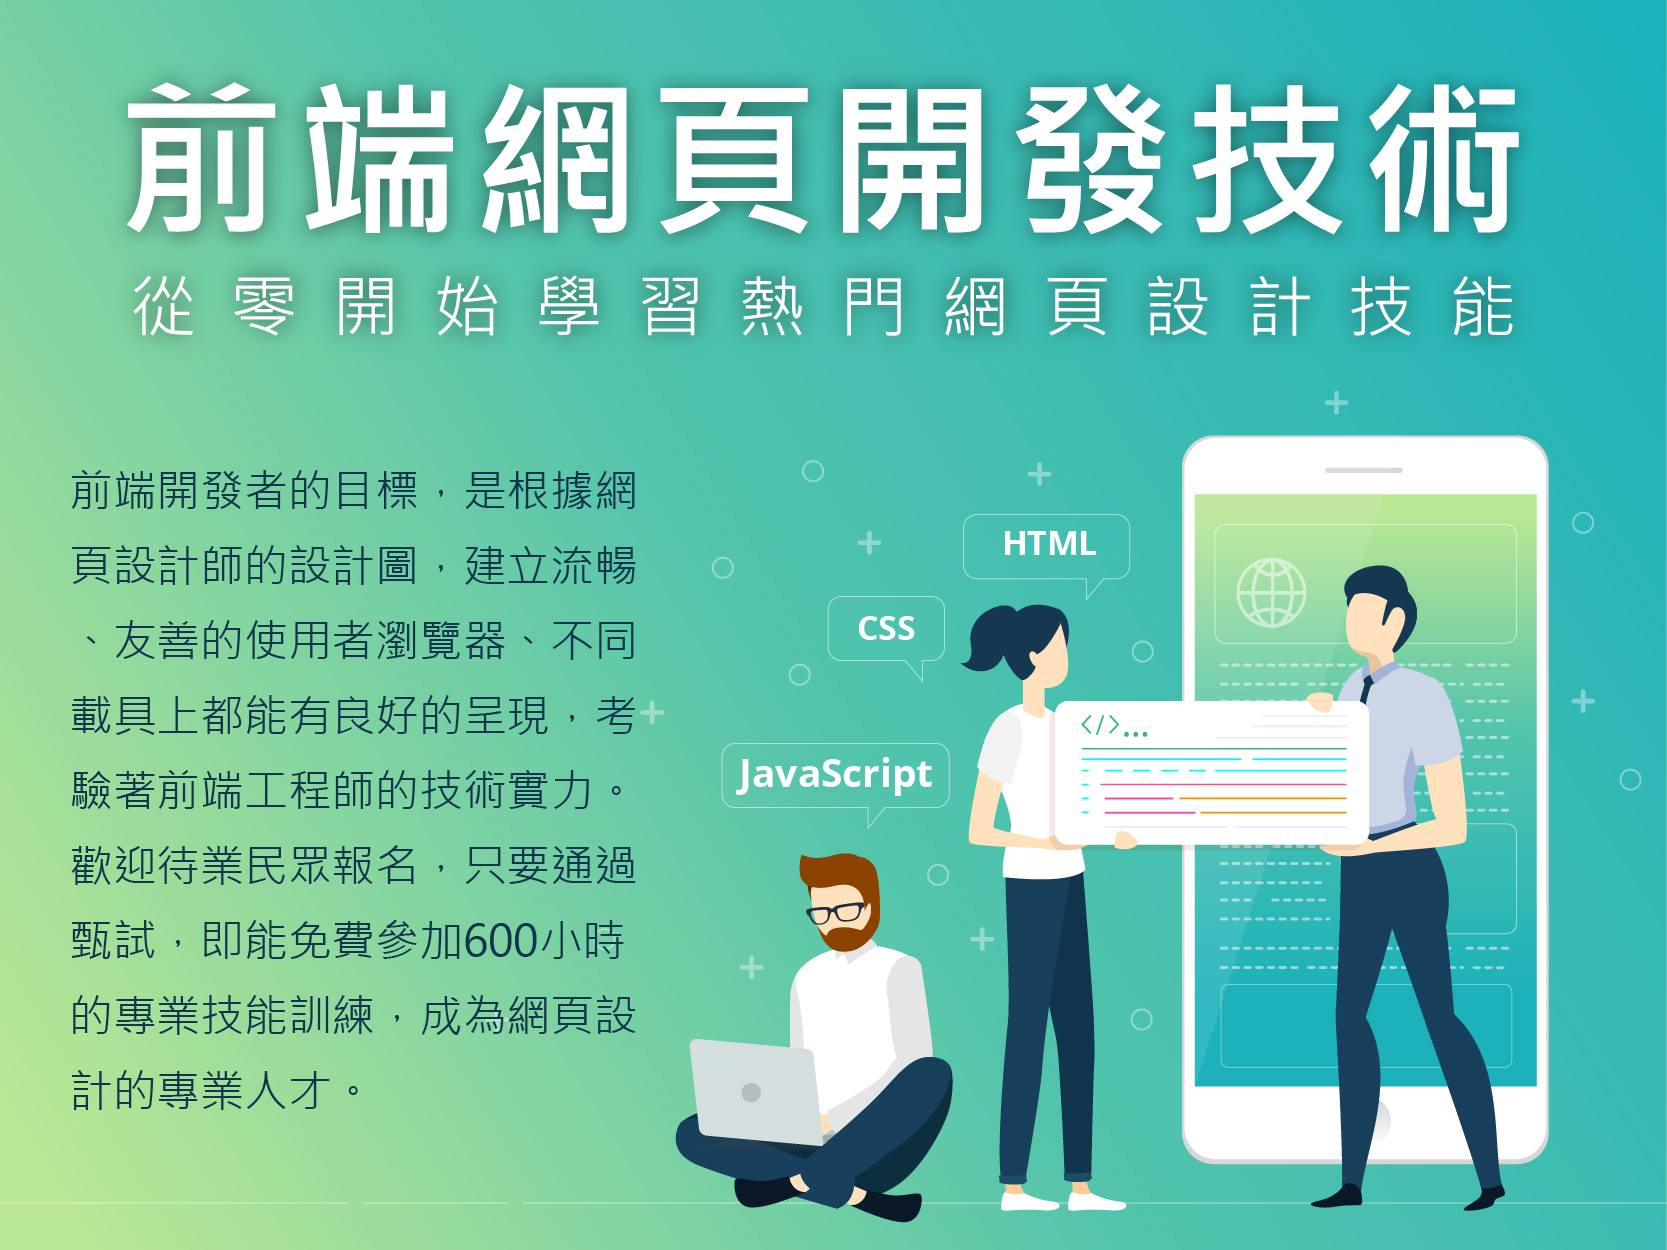 前端網頁開發技術
從零開始學習熱門網頁設計技能
前端開發者的目標，是根據網
頁設計師的設計圖，建立流暢
、友善的使用者瀏覽器、不同
載具上都能有良好的呈現，考
驗著前端工程師的技術實力。
歡迎待業民眾報名，只要通過
甄試，即能免費參加600小時
的專業技能訓練，成為網頁設
計的專業人才。
HTML
CSS
JavaScript
</>...